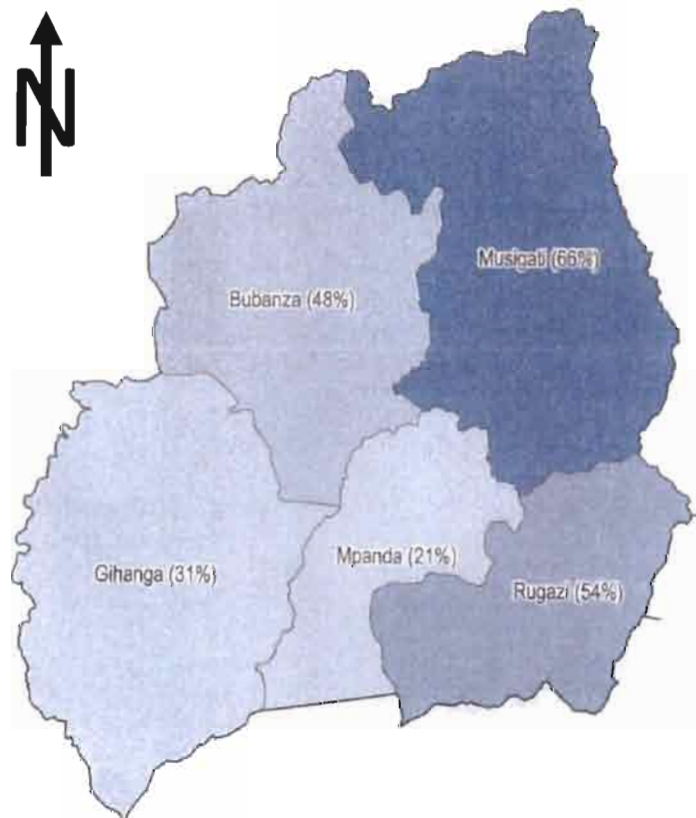 N
Musigati (66%)
Bubanza (48%)
Mpanda (21%)
Gihanga (31%)
Rugazi (54%)